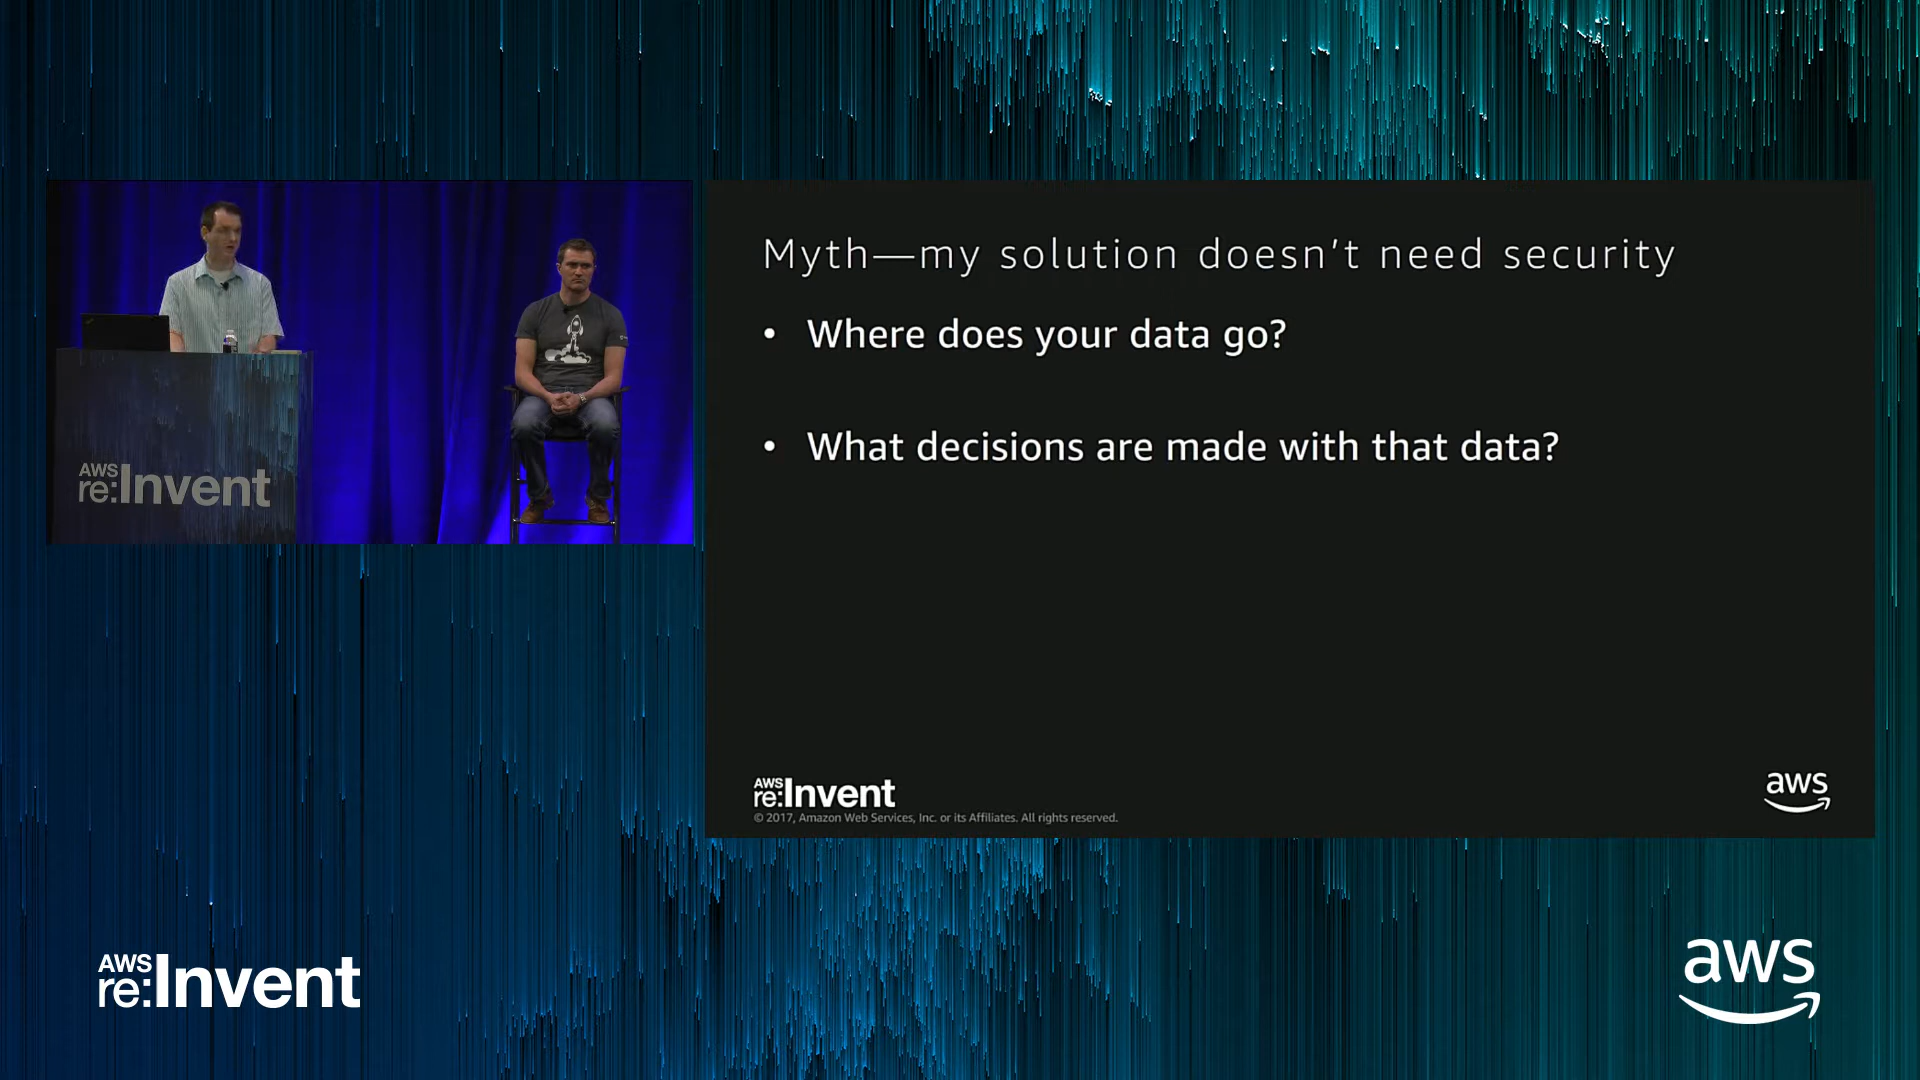 AWS
re:Invent
Myth—my solution doesn't need security
• Where does your data go?
• What decisions are made with that data?
AWS
re:Invent
© 2017, Amazon Web Services, Inc. or its Affiliates. All rights reserved.
aws
AWS
re:Invent
aws